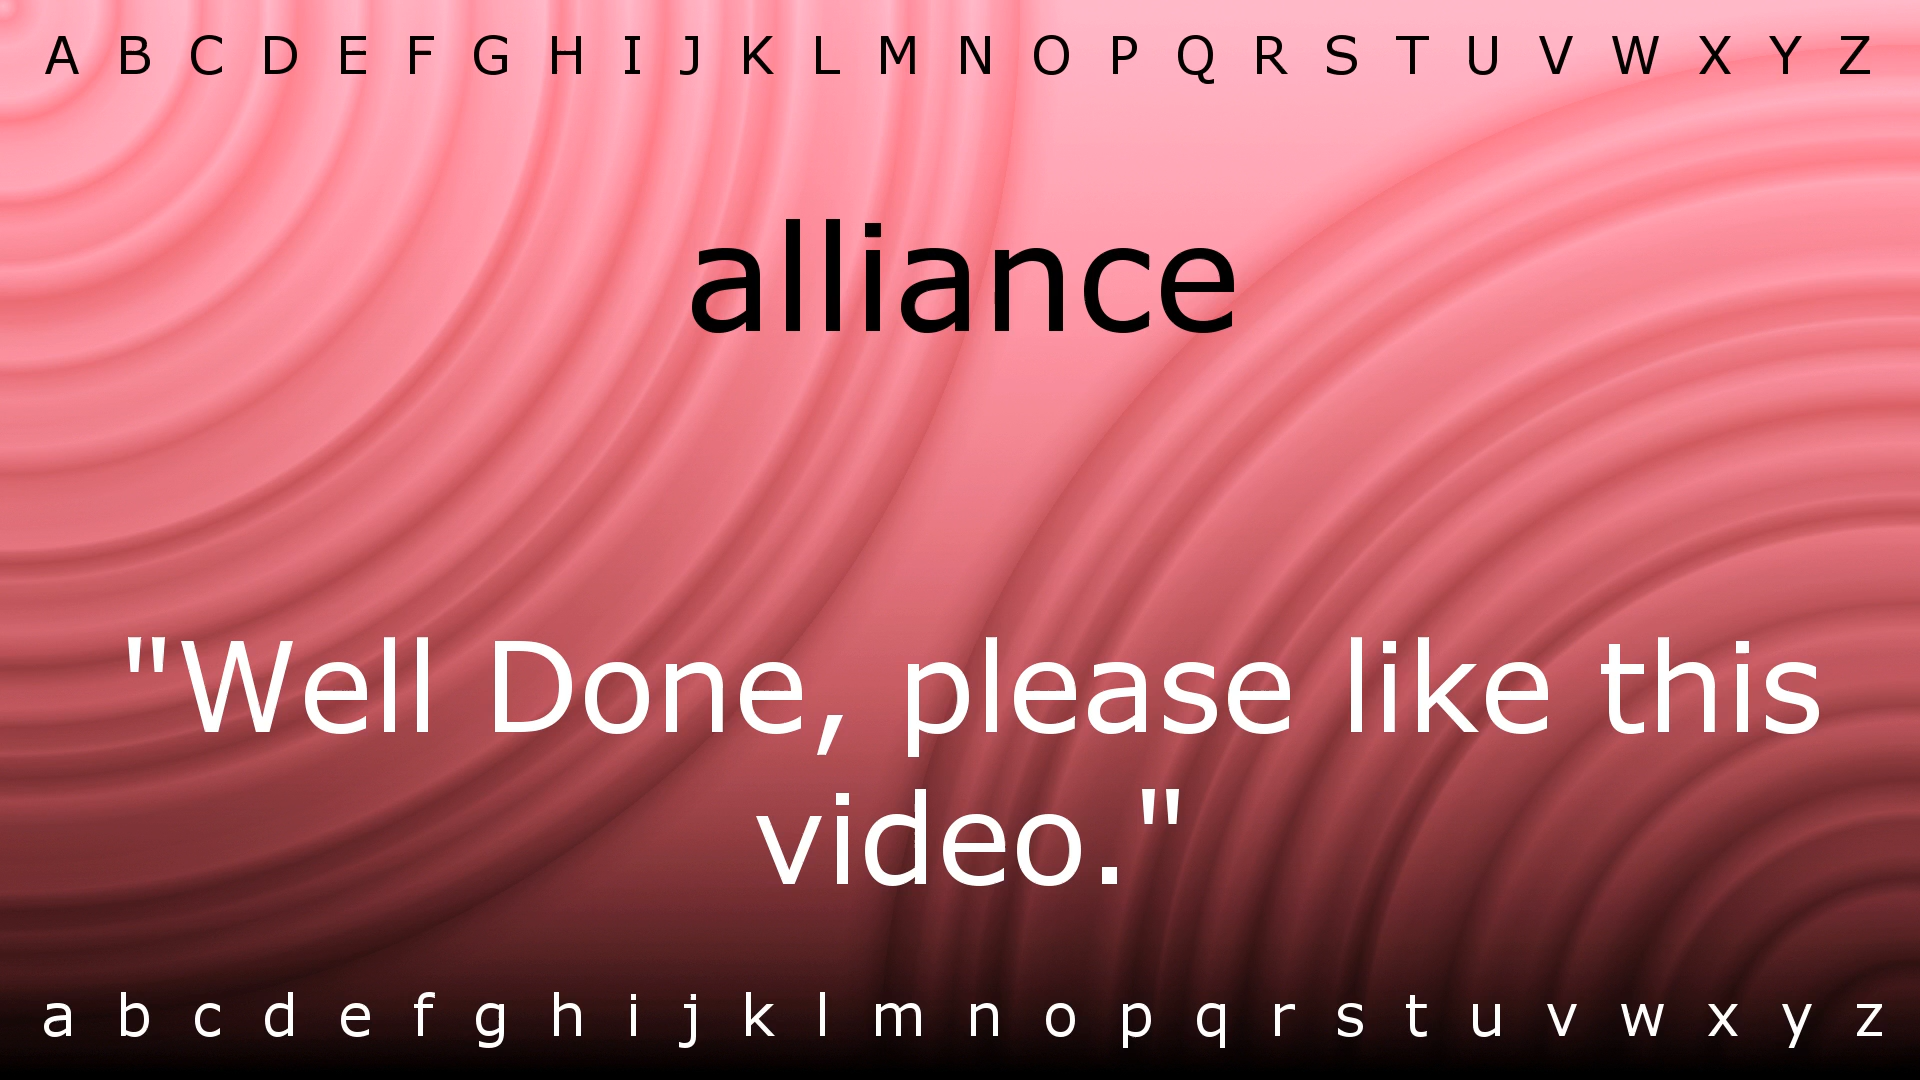 A B C D E F G H I J K L M N O P Q R S T U V W X Y Z
alliance
"Well Done, please like this
video."
a b c d e f g h i j k l m n o p q r s t u v w x y z